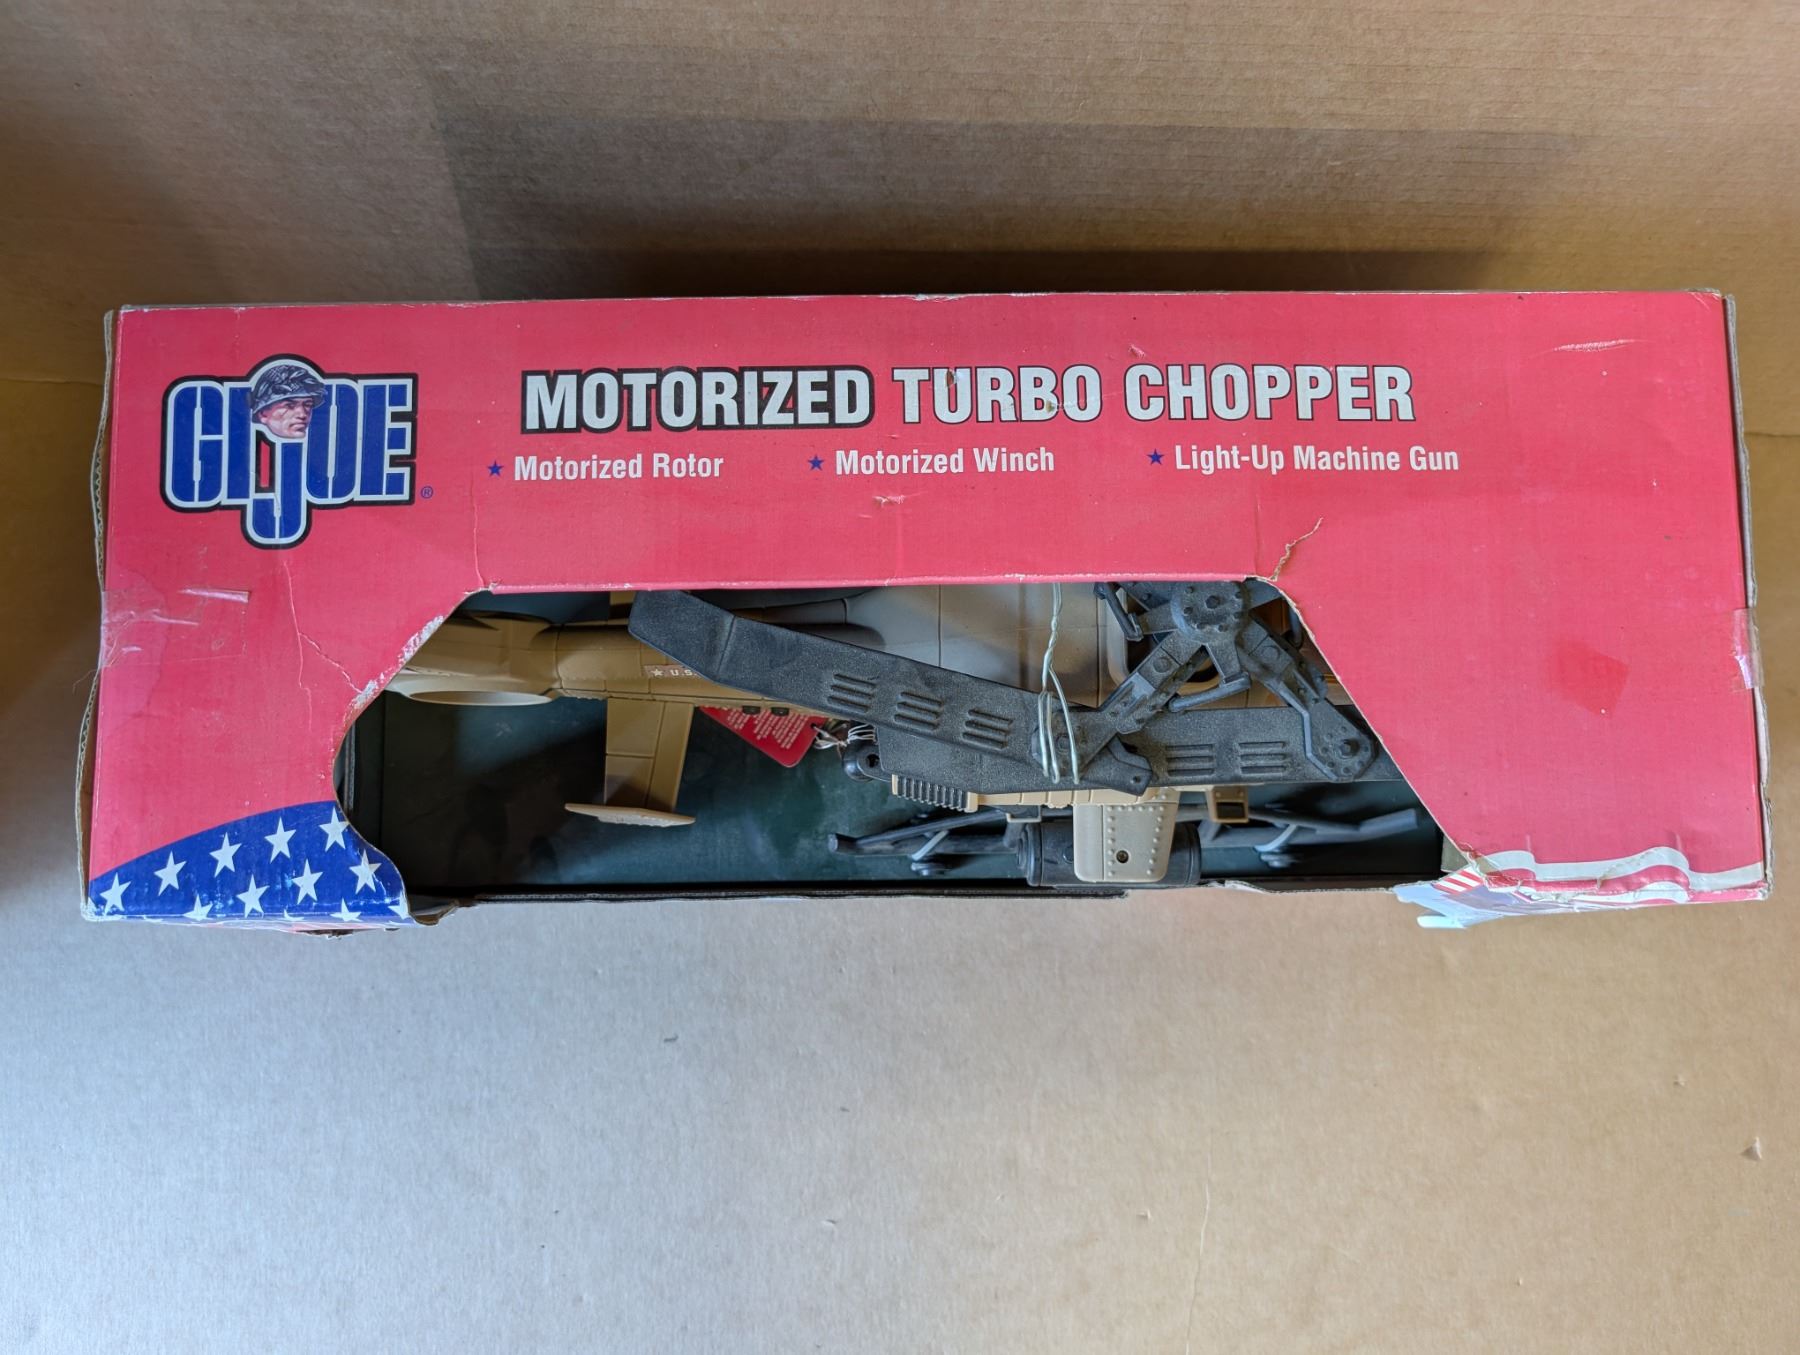 GI JOE®
MOTORIZED TURBO CHOPPER
★ Motorized Rotor ★ Motorized Winch ★ Light-Up Machine Gun
★ U.S.